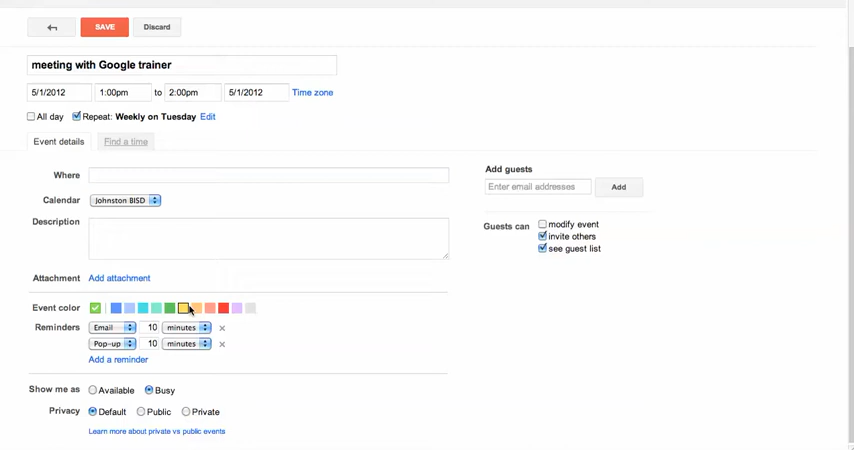 SAVE Discard
meeting with Google trainer
5/1/2012 1:00pm to 2:00pm 5/1/2012 Time zone
All day Repeat: Weekly on Tuesday Edit
Event details Find a time
Where
Calendar Johnston BISD
Description
Attachment Add attachment
Event color
Reminders Email 10 minutes ×
Pop-up 10 minutes ×
Add a reminder
Show me as Available Busy
Privacy Default Public Private
Learn more about private vs public events
Add guests
Enter email addresses Add
Guests can modify event
invite others
see guest list